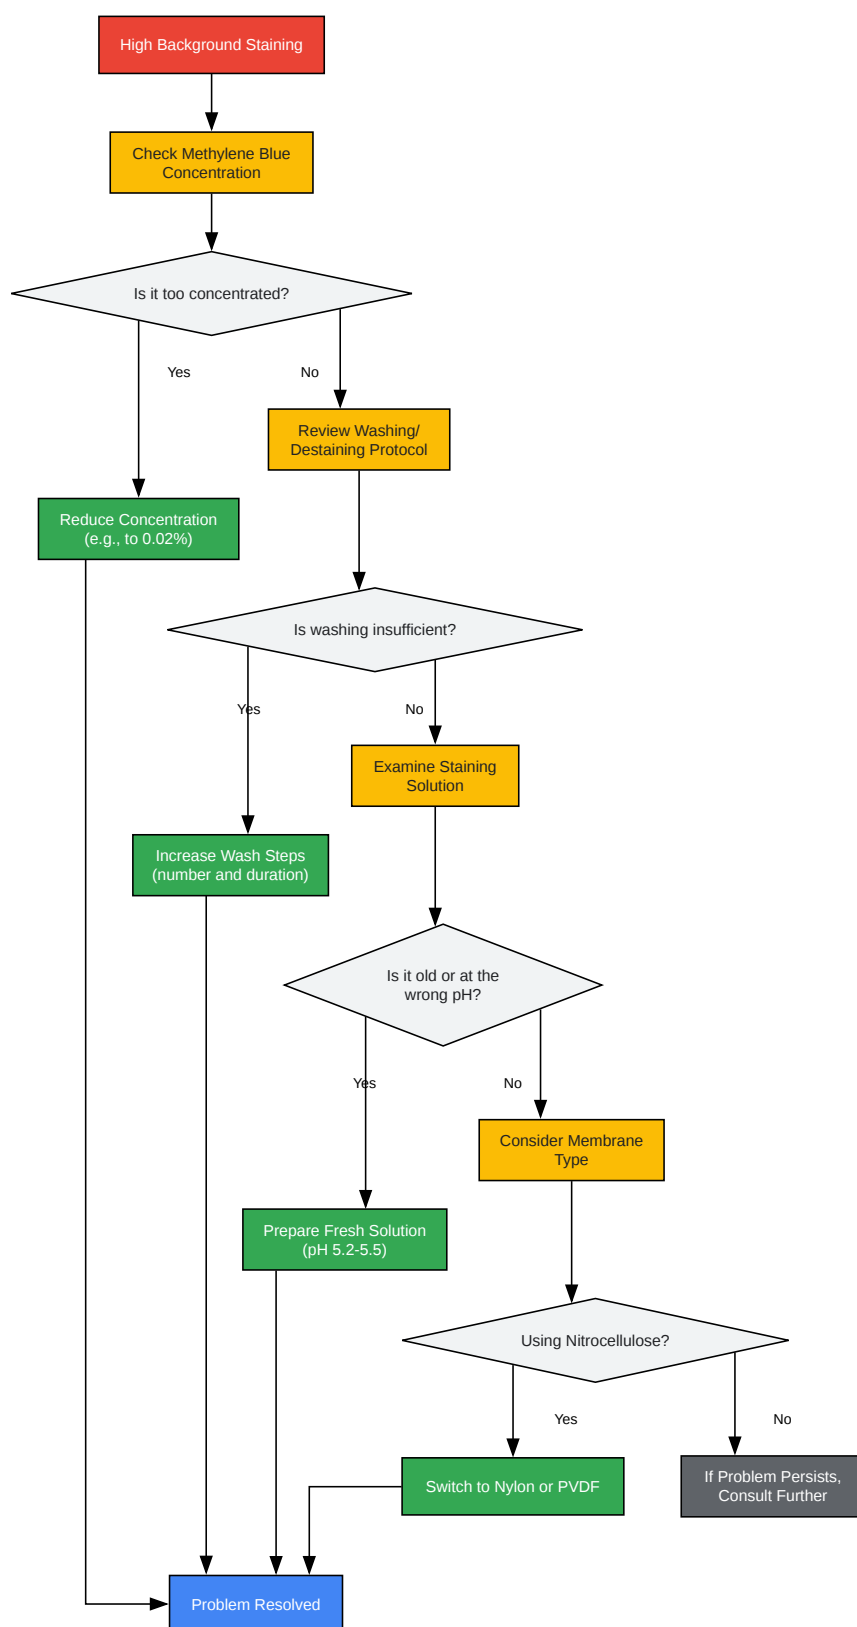 High Background Staining
Check Methylene Blue
Concentration
Is it too concentrated?
Yes
No
Review Washing/
Destaining Protocol
Reduce Concentration
(e.g., to 0.02%)
Is washing insufficient?
Yes
No
Examine Staining
Solution
Increase Wash Steps
(number and duration)
Is it old or at the
wrong pH?
Yes
No
Consider Membrane
Type
Prepare Fresh Solution
(pH 5.2-5.5)
Using Nitrocellulose?
Yes
No
Switch to Nylon or PVDF
If Problem Persists,
Consult Further
Problem Resolved